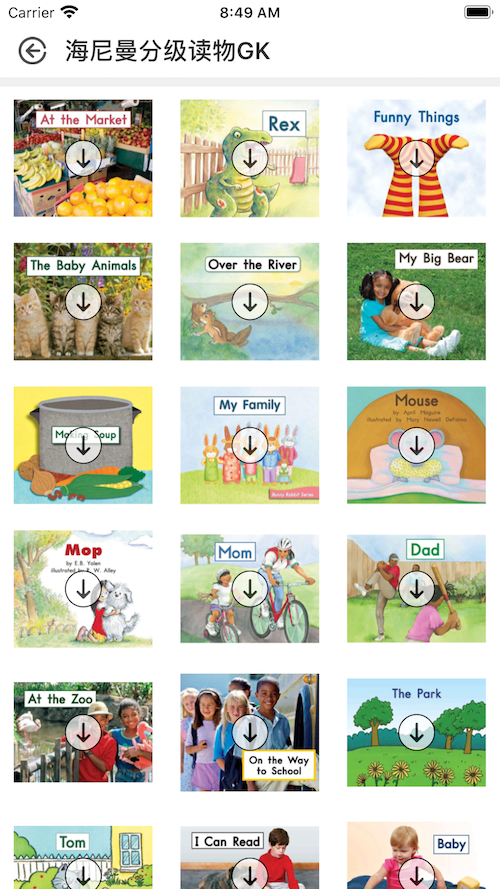 Carrier 8:49 AM
海尼曼分级读物GK
At the Market
Rex
Funny Things
The Baby Animals
Over the River
My Big Bear
Making Soup
My Family
Bunny Rabbit Series
Mouse
by April Maguire
illustrated by Mary Newell DePalma
Mop
by E.B. Yolen
illustrated by R. W. Alley
Mom
Dad
At the Zoo
On the Way
to School
The Park
Tom
I Can Read
Baby